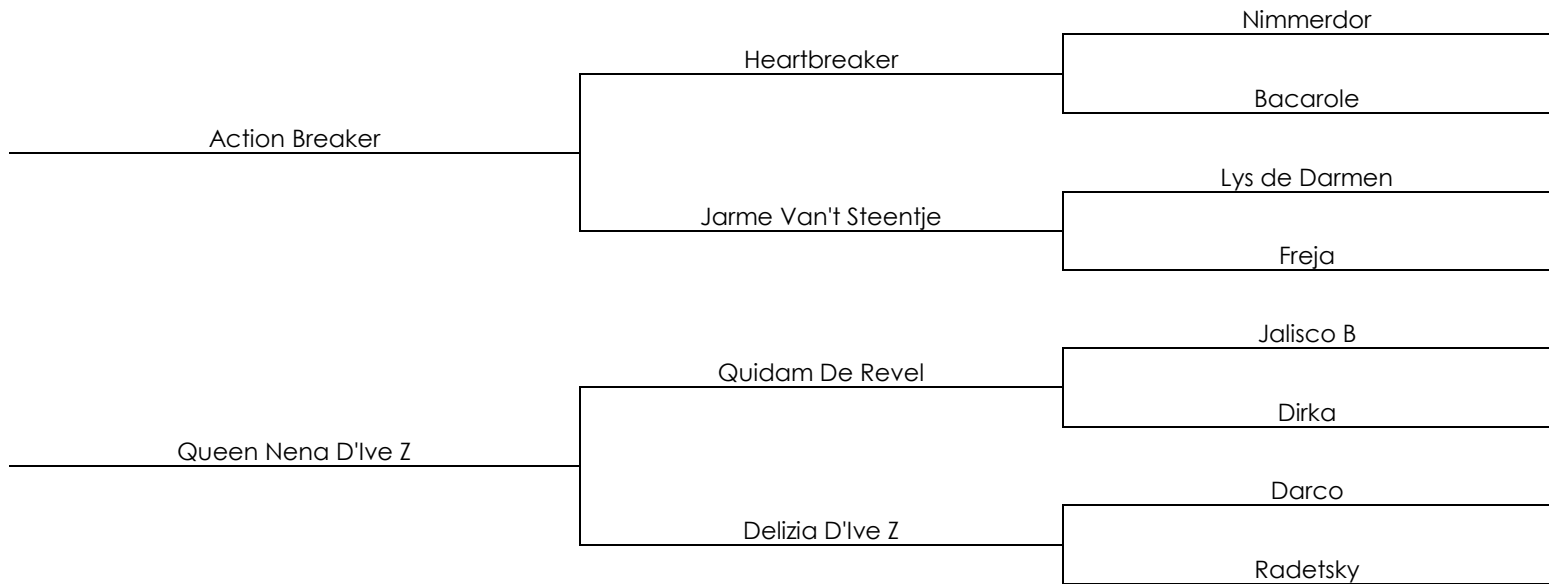 Nimmerdor
Heartbreaker
Bacarole
Action Breaker
Lys de Darmen
Jarme Van't Steentje
Freja
Jalisco B
Quidam De Revel
Dirka
Queen Nena D'Ive Z
Darco
Delizia D'Ive Z
Radetsky